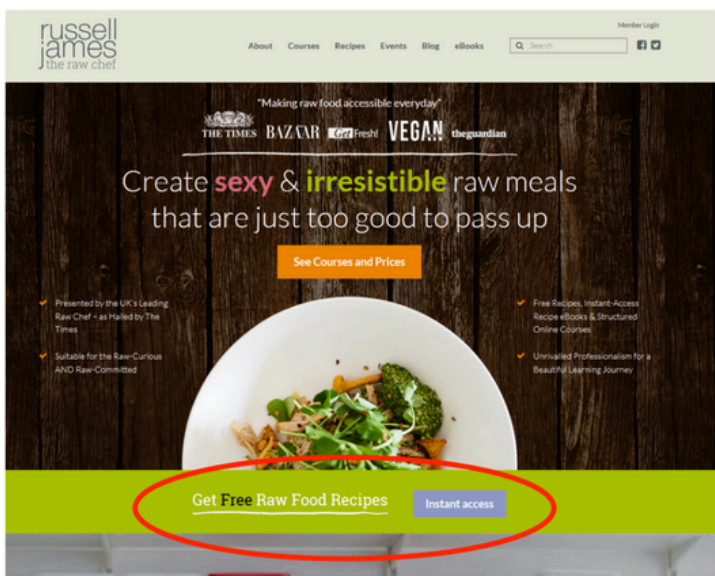 russell
james
the raw chef
Member Login
About Courses Recipes Events Blog eBooks Search
"Making raw food accessible everyday"
THE TIMES BAZAAR Get Fresh! VEGAN theguardian
Create sexy & irresistible raw meals
that are just too good to pass up
See Courses and Prices
Presented by the UK's Leading
Raw Chef – as Hailed by The
Times
Suitable for the Raw-Curious
AND Raw-Committed
Free Recipes, Instant-Access
Recipe eBooks & Structured
Online Courses
Unrivalled Professionalism for a
Beautiful Learning Journey
Get Free Raw Food Recipes Instant access